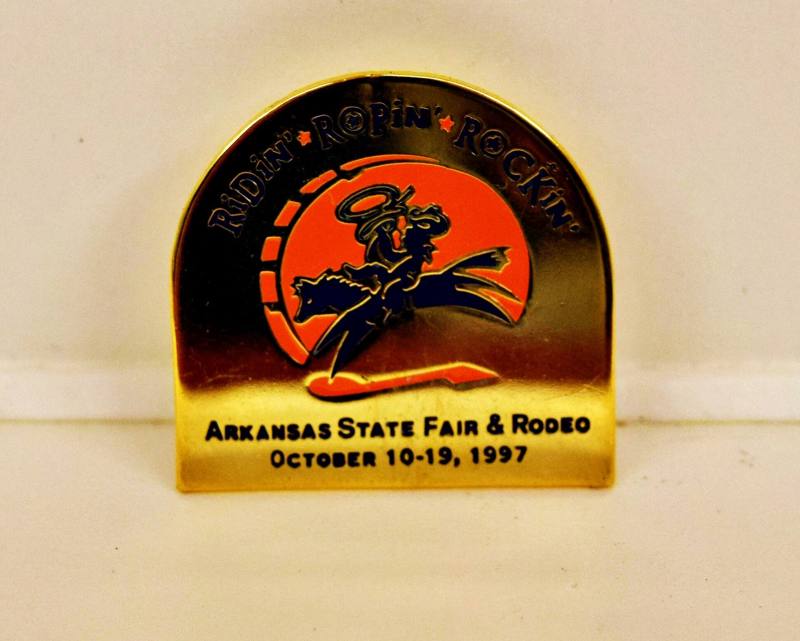 RiDiN' ★ ROPiN' ★ ROCKiN'
ARKANSAS STATE FAIR & RODEO
OCTOBER 10-19, 1997